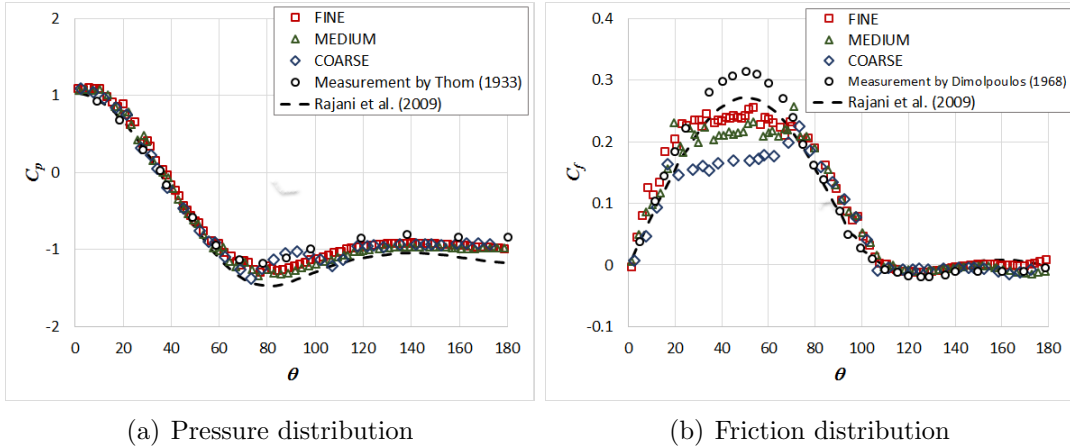 FINE
MEDIUM
COARSE
Measurement by Thom (1933)
Rajani et al. (2009)
2
1
0
-1
-2
Cp
0 20 40 60 80 100 120 140 160 180
θ
(a) Pressure distribution
FINE
MEDIUM
COARSE
Measurement by Dimolpoulos (1968)
Rajani et al. (2009)
0.4
0.3
0.2
0.1
0
-0.1
Cf
0 20 40 60 80 100 120 140 160 180
θ
(b) Friction distribution